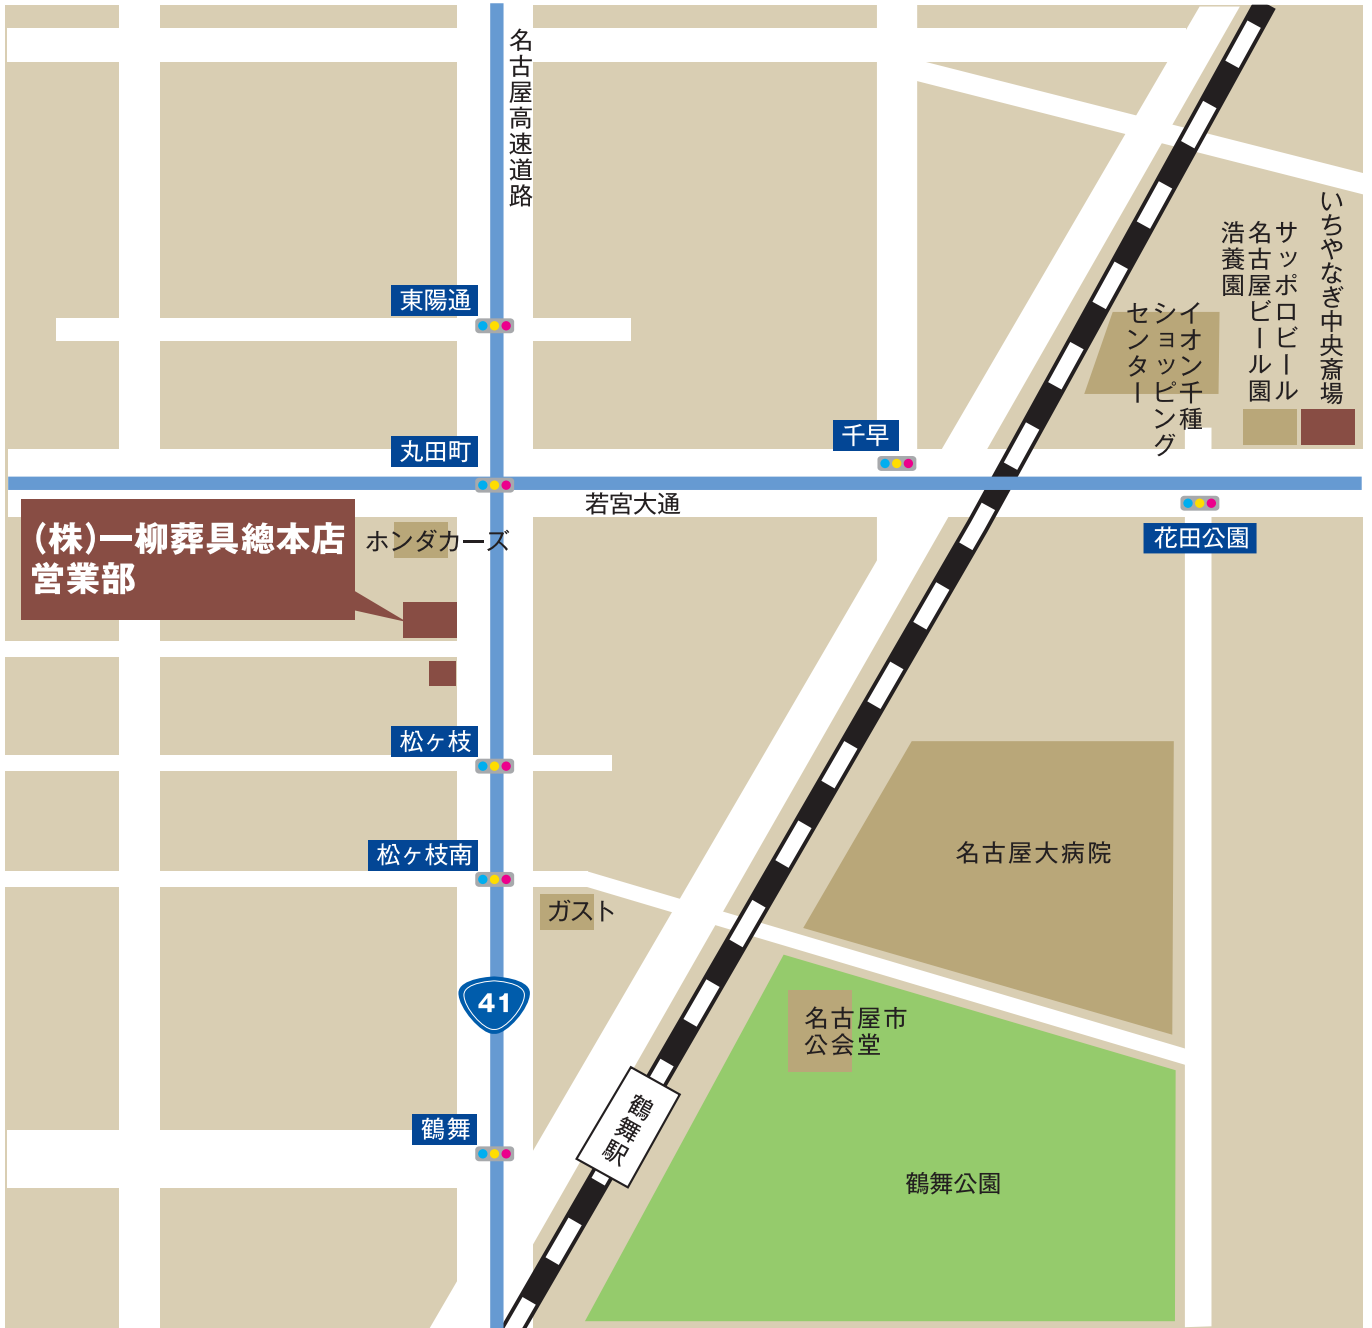 名古屋高速道路
いちやなぎ中央斎場
サッポロビール
名古屋ビール園
浩養園
東陽通
イオン千種
ショッピング
センター
千早
丸田町
若宮大通
(株)一柳葬具總本店
営業部
ホンダカーズ
花田公園
松ヶ枝
松ヶ枝南
名古屋大病院
ガスト
41
名古屋市
公会堂
鶴舞駅
鶴舞
鶴舞公園